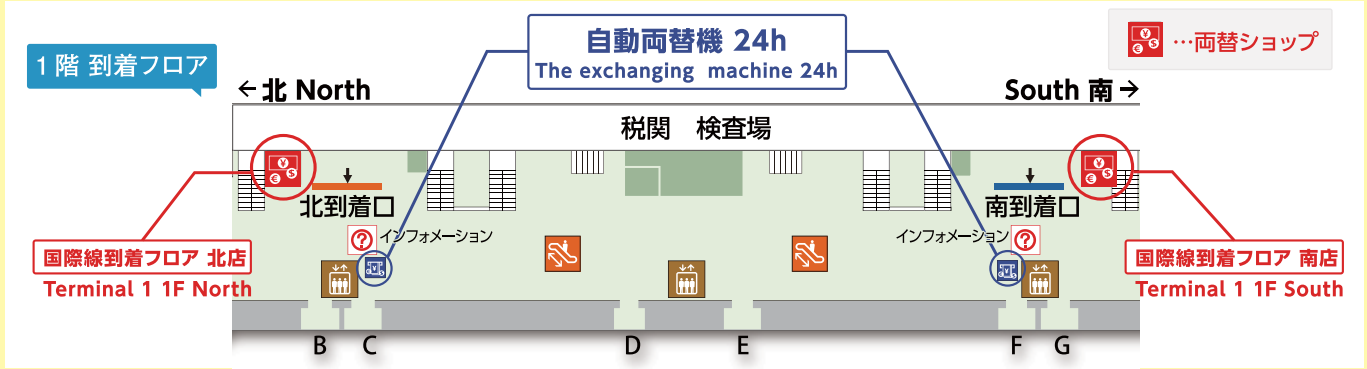 1階 到着フロア
自動両替機 24h
The exchanging machine 24h
…両替ショップ
← 北 North
South 南 →
税関 検査場
北到着口
南到着口
インフォメーション
インフォメーション
国際線到着フロア 北店
Terminal 1 1F North
国際線到着フロア 南店
Terminal 1 1F South
B C D E F G